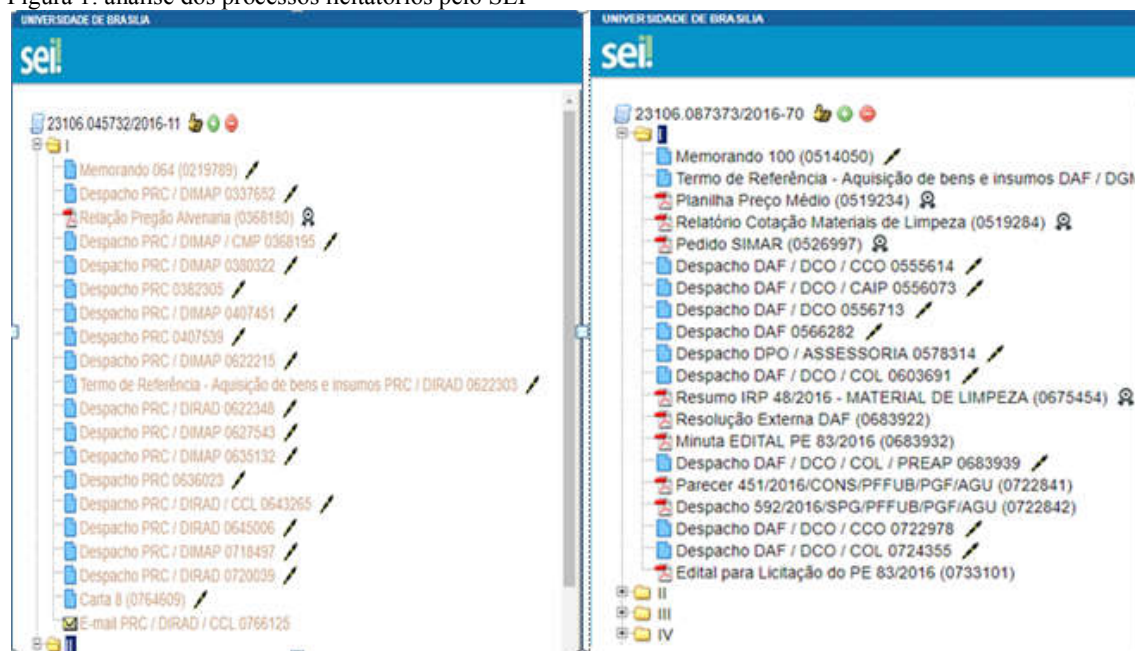 Figura 1: análise dos processos licitatórios pelo SEI
UNIVERSIDADE DE BRASILIA
sei!
23106.045732/2016-11
I
Memorando 064 (0219789)
Despacho PRC / DIMAP 0337652
Relação Pregão Alvenaria (0368180)
Despacho PRC / DIMAP / CMP 0368195
Despacho PRC / DIMAP 0380322
Despacho PRC 0382305
Despacho PRC / DIMAP 0407451
Despacho PRC 0407539
Despacho PRC / DIMAP 0622215
Termo de Referência - Aquisição de bens e insumos PRC / DIRAD 0622303
Despacho PRC / DIRAD 0622348
Despacho PRC / DIMAP 0627543
Despacho PRC / DIMAP 0635132
Despacho PRC 0636023
Despacho PRC / DIRAD / CCL 0643265
Despacho PRC / DIRAD 0645006
Despacho PRC / DIMAP 0718497
Despacho PRC / DIRAD 0720039
Carta 8 (0764609)
E-mail PRC / DIRAD / CCL 0766125
II
UNIVERSIDADE DE BRASILIA
sei!
23106.087373/2016-70
I
Memorando 100 (0514050)
Termo de Referência - Aquisição de bens e insumos DAF / DGM
Planilha Preço Médio (0519234)
Relatório Cotação Materiais de Limpeza (0519284)
Pedido SIMAR (0526997)
Despacho DAF / DCO / CCO 0555614
Despacho DAF / DCO / CAIP 0556073
Despacho DAF / DCO 0556713
Despacho DAF 0566282
Despacho DPO / ASSESSORIA 0578314
Despacho DAF / DCO / COL 0603691
Resumo IRP 48/2016 - MATERIAL DE LIMPEZA (0675454)
Resolução Externa DAF (0683922)
Minuta EDITAL PE 83/2016 (0683932)
Despacho DAF / DCO / COL / PREAP 0683939
Parecer 451/2016/CONS/PFFUB/PGF/AGU (0722841)
Despacho 592/2016/SPG/PFFUB/PGF/AGU (0722842)
Despacho DAF / DCO / CCO 0722978
Despacho DAF / DCO / COL 0724355
Edital para Licitação do PE 83/2016 (0733101)
II
III
IV